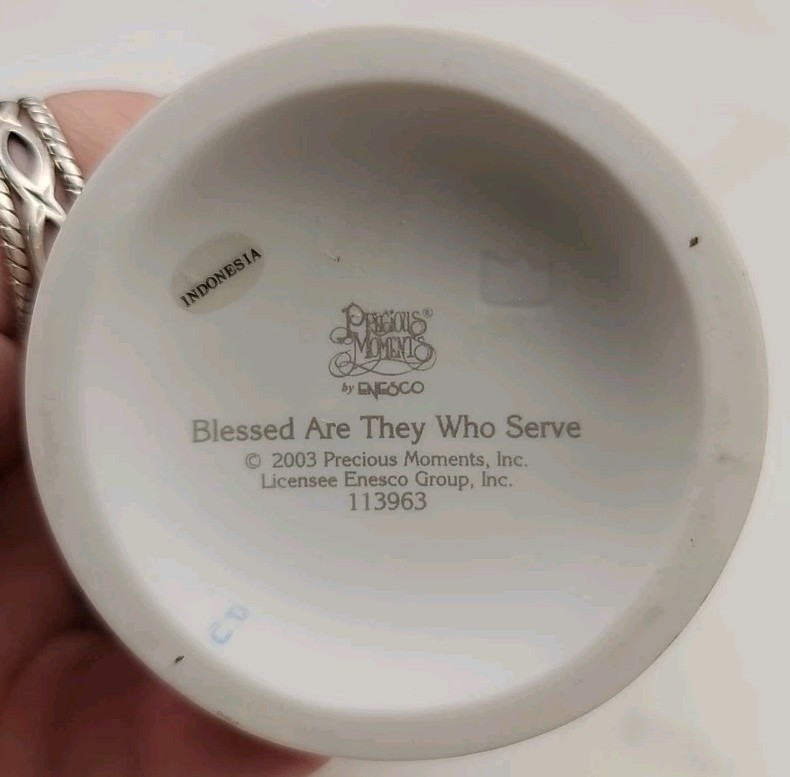 INDONESIA
PRECIOUS®
MOMENTS
by ENESCO
Blessed Are They Who Serve
© 2003 Precious Moments, Inc.
Licensee Enesco Group, Inc.
113963